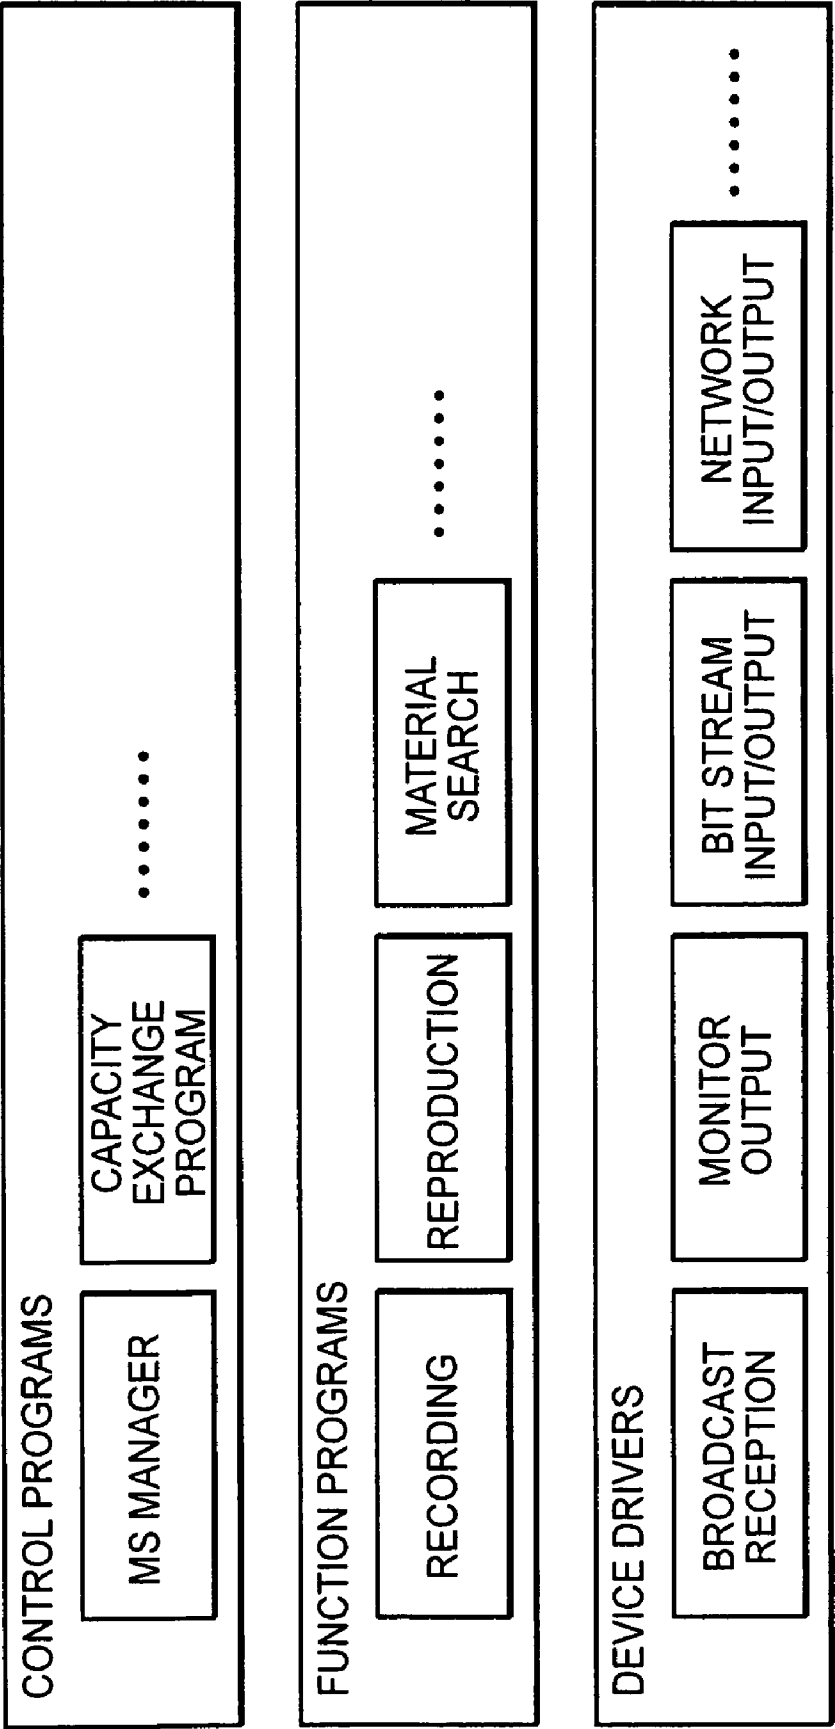 CONTROL PROGRAMS
MS MANAGER
CAPACITY
EXCHANGE
PROGRAM
.......
FUNCTION PROGRAMS
RECORDING
REPRODUCTION
MATERIAL
SEARCH
.......
DEVICE DRIVERS
BROADCAST
RECEPTION
MONITOR
OUTPUT
BIT STREAM
INPUT/OUTPUT
NETWORK
INPUT/OUTPUT
.......